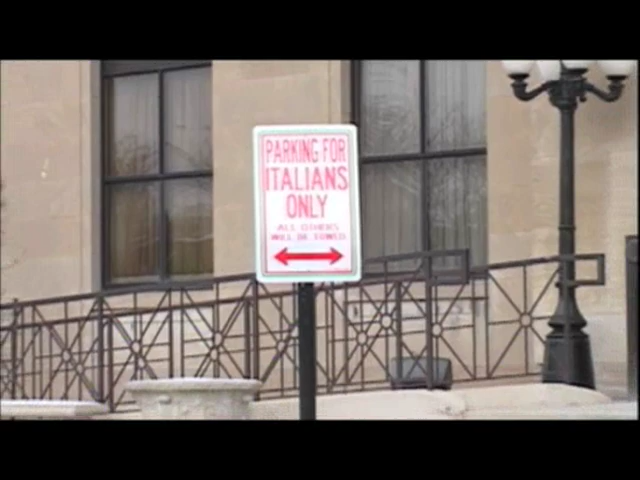 PARKING FOR
ITALIANS
ONLY
ALL OTHERS
WILL BE TOWED